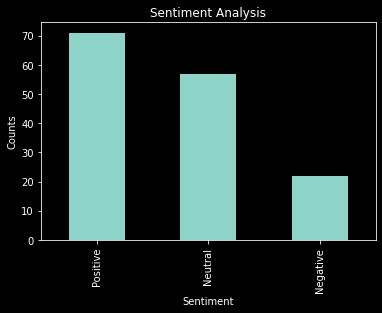 Sentiment Analysis
70
60
50
40
30
20
10
0
Counts
Positive
Neutral
Negative
Sentiment